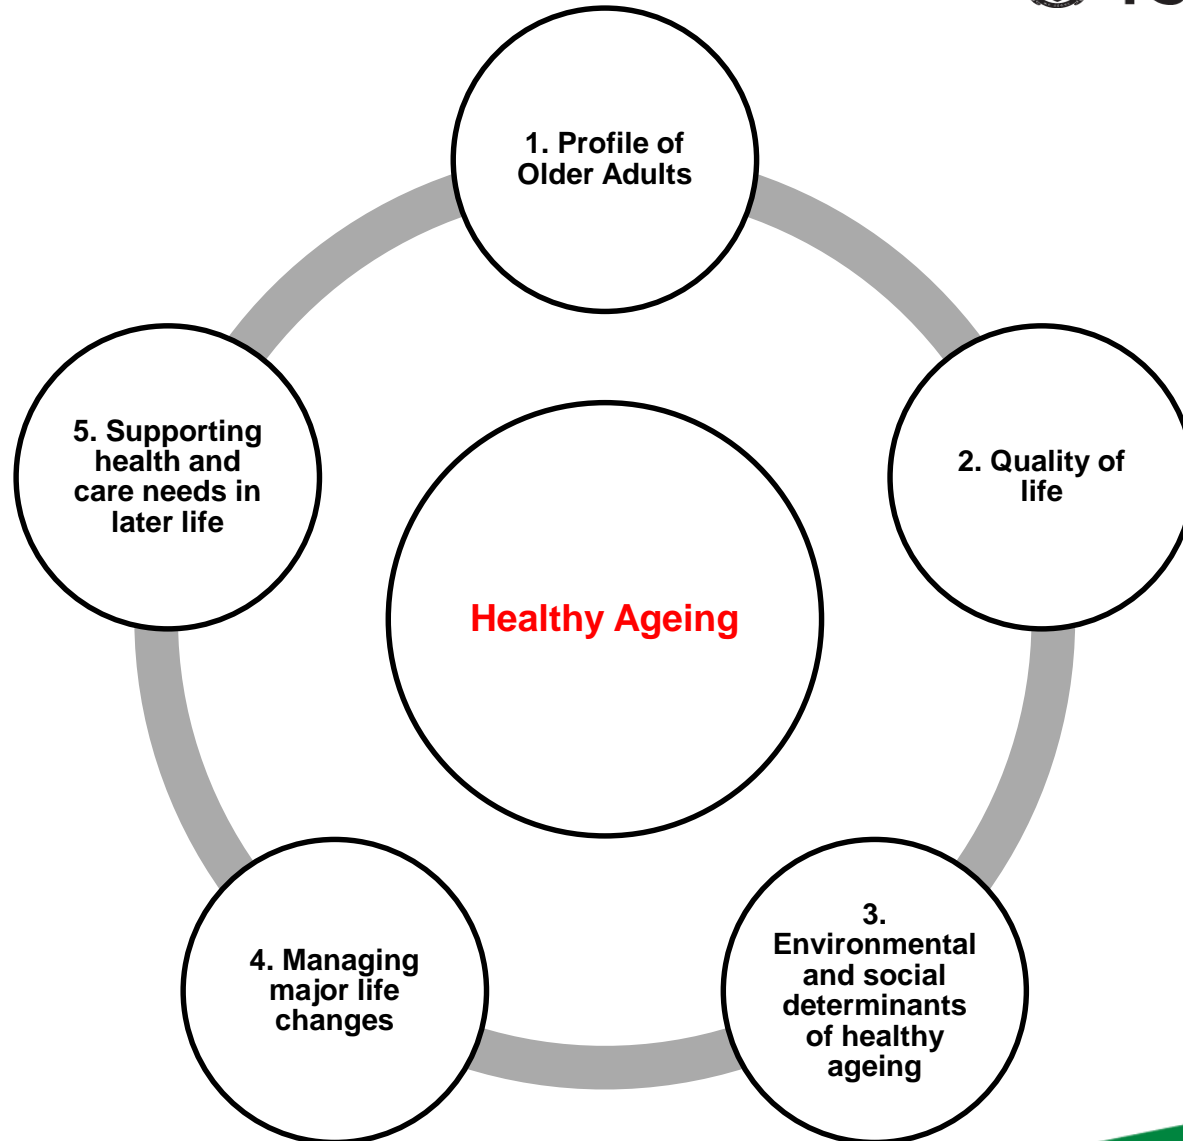 1. Profile of
Older Adults
2. Quality of
life
3.
Environmental
and social
determinants
of healthy
ageing
4. Managing
major life
changes
5. Supporting
health and
care needs in
later life
Healthy Ageing